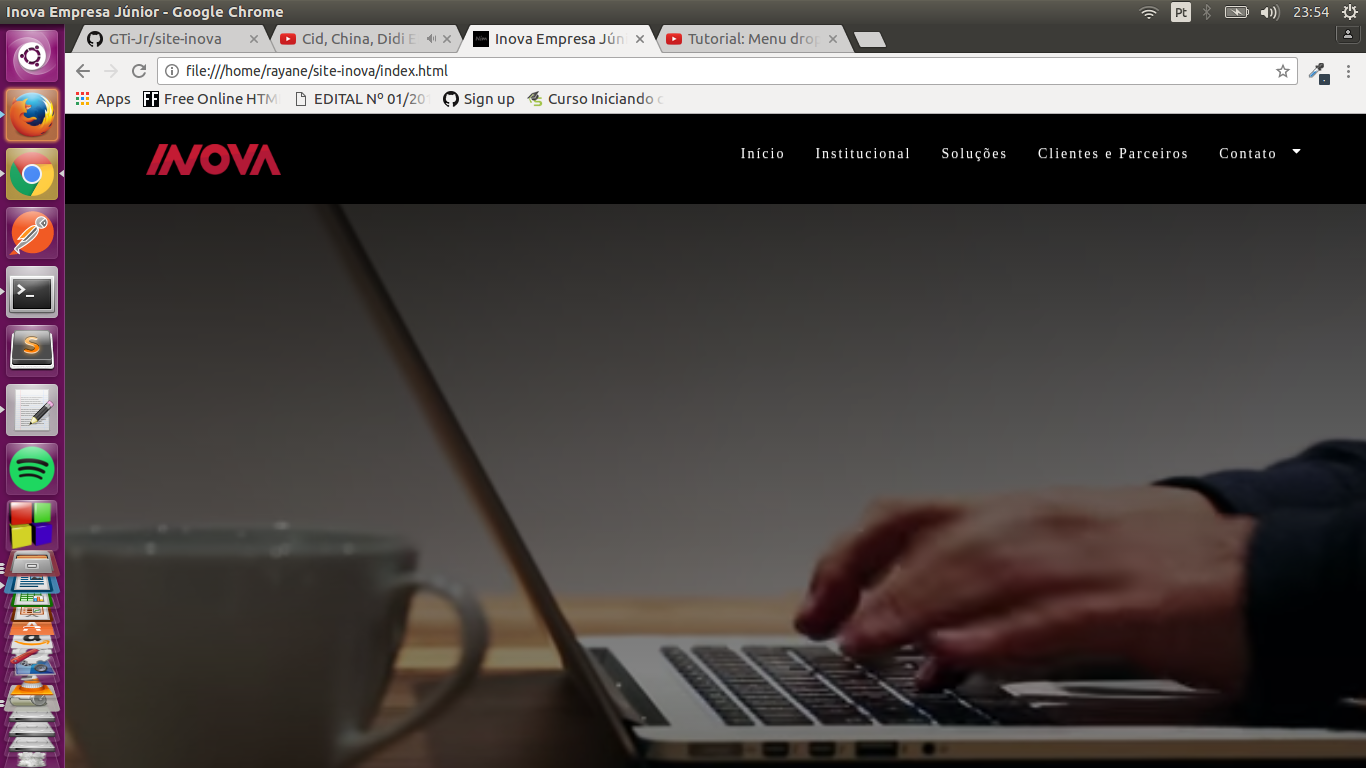 Inova Empresa Júnior - Google Chrome
Pt
23:54
GTi-Jr/site-inova
Cid, China, Didi E
Inova Empresa Jún
Tutorial: Menu drop
file:///home/rayane/site-inova/index.html
Apps
Free Online HTM
EDITAL Nº 01/201
Sign up
Curso Iniciando c
INOVA
Início
Institucional
Soluções
Clientes e Parceiros
Contato